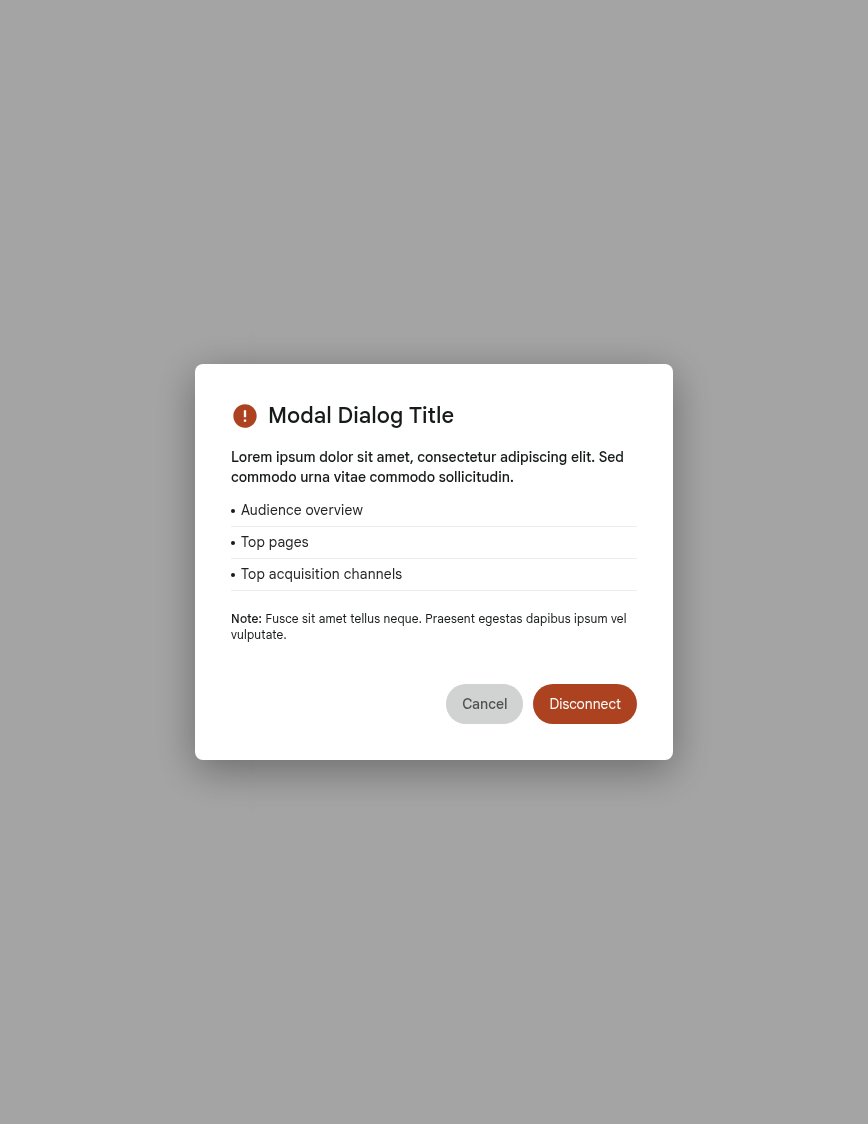 Modal Dialog Title
Lorem ipsum dolor sit amet, consectetur adipiscing elit. Sed
commodo urna vitae commodo sollicitudin.
• Audience overview
• Top pages
• Top acquisition channels
Note: Fusce sit amet tellus neque. Praesent egestas dapibus ipsum vel
vulputate.
Cancel Disconnect